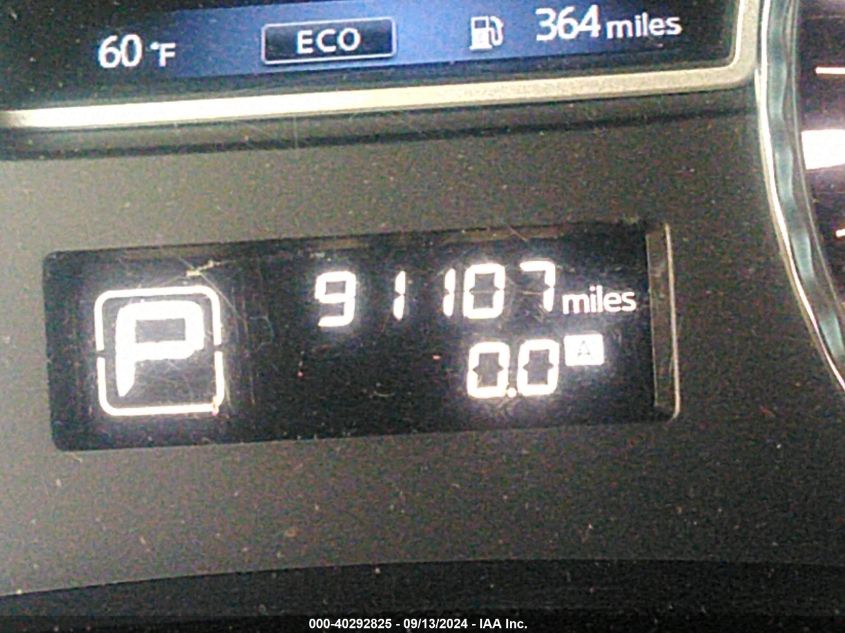 60 °F ECO 364 miles
P 91107 miles
0.0 A
000-40292825 - 09/13/2024 - IAA Inc.